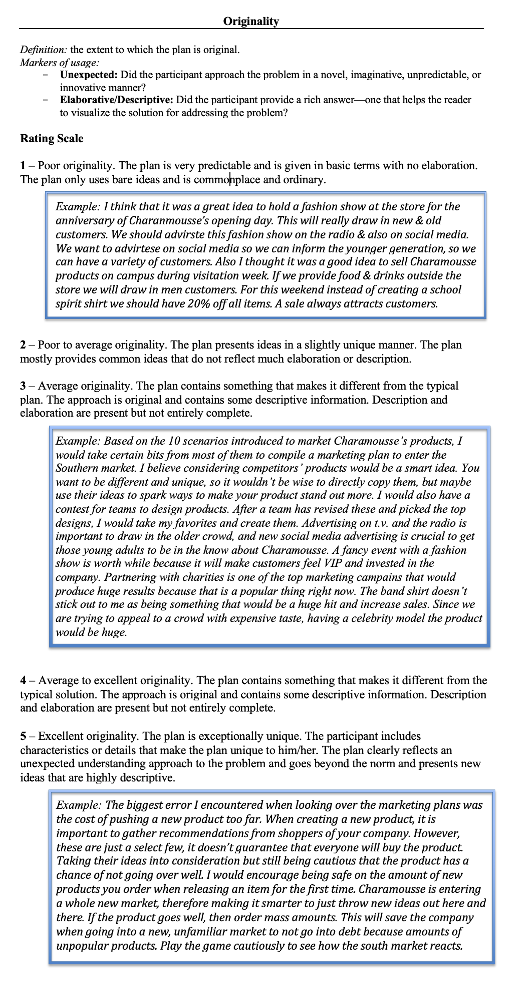 Originality
Definition: the extent to which the plan is original.
Markers of usage:
- Unexpected: Did the participant approach the problem in a novel, imaginative, unpredictable, or
innovative manner?
- Elaborative/Descriptive: Did the participant provide a rich answer—one that helps the reader
to visualize the solution for addressing the problem?
Rating Scale
1 – Poor originality. The plan is very predictable and is given in basic terms with no elaboration.
The plan only uses bare ideas and is commonplace and ordinary.
Example: I think that it was a great idea to hold a fashion show at the store for the
anniversary of Charanmousse's opening day. This will really draw in new & old
customers. We should advirste this fashion show on the radio & also on social media.
We want to advirtese on social media so we can inform the younger generation, so we
can have a variety of customers. Also I thought it was a good idea to sell Charamousse
products on campus during visitation week. If we provide food & drinks outside the
store we will draw in men customers. For this weekend instead of creating a school
spirit shirt we should have 20% off all items. A sale always attracts customers.
2 – Poor to average originality. The plan presents ideas in a slightly unique manner. The plan
mostly provides common ideas that do not reflect much elaboration or description.
3 – Average originality. The plan contains something that makes it different from the typical
plan. The approach is original and contains some descriptive information. Description and
elaboration are present but not entirely complete.
Example: Based on the 10 scenarios introduced to market Charamousse's products, I
would take certain bits from most of them to compile a marketing plan to enter the
Southern market. I believe considering competitors' products would be a smart idea. You
want to be different and unique, so it wouldn't be wise to directly copy them, but maybe
use their ideas to spark ways to make your product stand out more. I would also have a
contest for teams to design products. After a team has revised these and picked the top
designs, I would take my favorites and create them. Advertising on t.v. and the radio is
important to draw in the older crowd, and new social media advertising is crucial to get
those young adults to be in the know about Charamousse. A fancy event with a fashion
show is worth while because it will make customers feel VIP and invested in the
company. Partnering with charities is one of the top marketing campains that would
produce huge results because that is a popular thing right now. The band shirt doesn't
stick out to me as being something that would be a huge hit and increase sales. Since we
are trying to appeal to a crowd with expensive taste, having a celebrity model the product
would be huge.
4 – Average to excellent originality. The plan contains something that makes it different from the
typical solution. The approach is original and contains some descriptive information. Description
and elaboration are present but not entirely complete.
5 – Excellent originality. The plan is exceptionally unique. The participant includes
characteristics or details that make the plan unique to him/her. The plan clearly reflects an
unexpected understanding approach to the problem and goes beyond the norm and presents new
ideas that are highly descriptive.
Example: The biggest error I encountered when looking over the marketing plans was
the cost of pushing a new product too far. When creating a new product, it is
important to gather recommendations from shoppers of your company. However,
these are just a select few, it doesn't guarantee that everyone will buy the product.
Taking their ideas into consideration but still being cautious that the product has a
chance of not going over well. I would encourage being safe on the amount of new
products you order when releasing an item for the first time. Charamousse is entering
a whole new market, therefore making it smarter to just throw new ideas out here and
there. If the product goes well, then order mass amounts. This will save the company
when going into a new, unfamiliar market to not go into debt because amounts of
unpopular products. Play the game cautiously to see how the south market reacts.